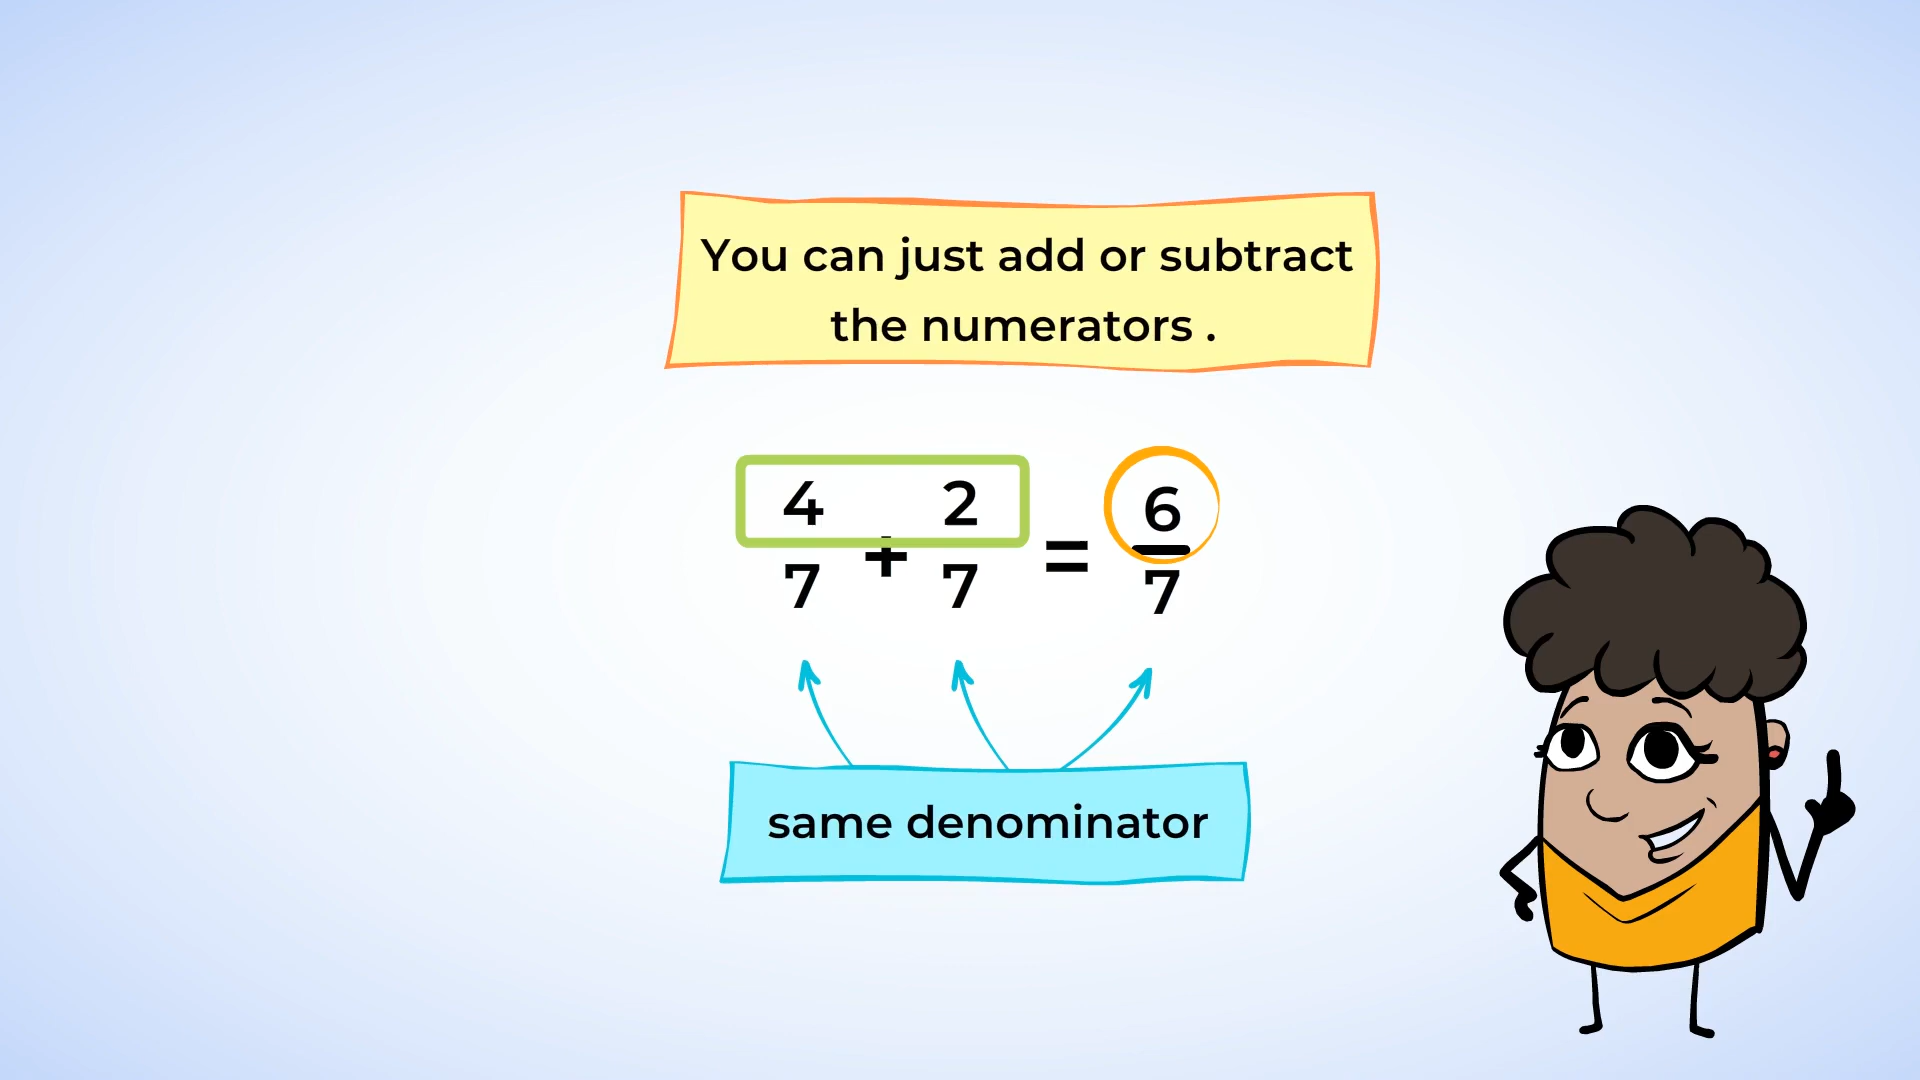 You can just add or subtract
the numerators .
4 2 6
+ =
7 7 7
same denominator